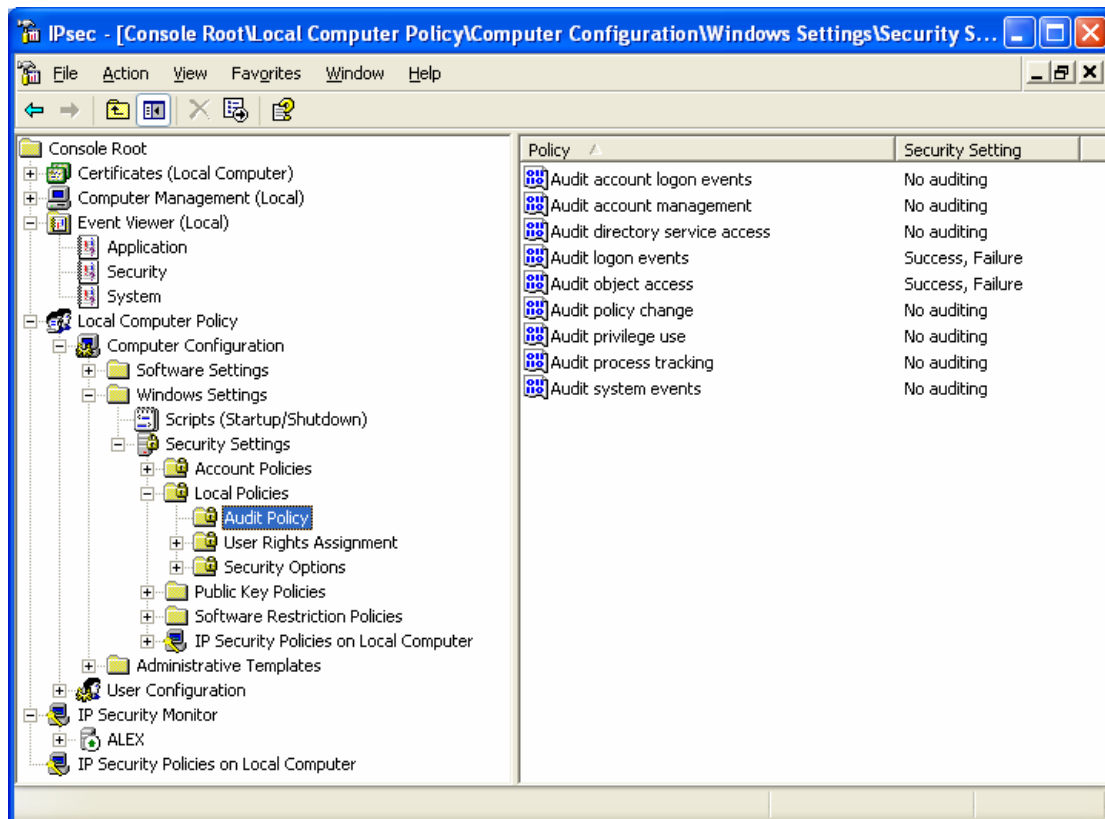 IPsec - [Console Root\Local Computer Policy\Computer Configuration\Windows Settings\Security S...
File Action View Favorites Window Help
Console Root
Certificates (Local Computer)
Computer Management (Local)
Event Viewer (Local)
Application
Security
System
Local Computer Policy
Computer Configuration
Software Settings
Windows Settings
Scripts (Startup/Shutdown)
Security Settings
Account Policies
Local Policies
Audit Policy
User Rights Assignment
Security Options
Public Key Policies
Software Restriction Policies
IP Security Policies on Local Computer
Administrative Templates
User Configuration
IP Security Monitor
ALEX
IP Security Policies on Local Computer
Policy Security Setting
Audit account logon events No auditing
Audit account management No auditing
Audit directory service access No auditing
Audit logon events Success, Failure
Audit object access Success, Failure
Audit policy change No auditing
Audit privilege use No auditing
Audit process tracking No auditing
Audit system events No auditing